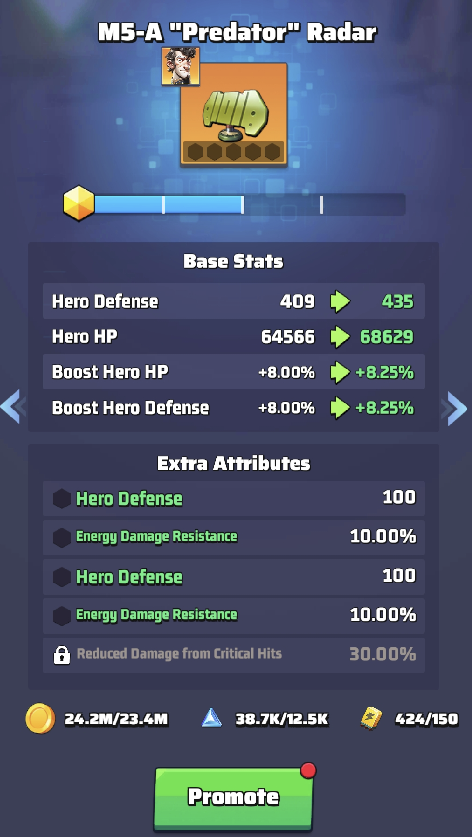 M5-A "Predator" Radar
Base Stats
Hero Defense 409 435
Hero HP 64566 68629
Boost Hero HP +8.00% +8.25%
Boost Hero Defense +8.00% +8.25%
Extra Attributes
Hero Defense 100
Energy Damage Resistance 10.00%
Hero Defense 100
Energy Damage Resistance 10.00%
Reduced Damage from Critical Hits 30.00%
24.2M/23.4M 38.7K/12.5K 424/150
Promote